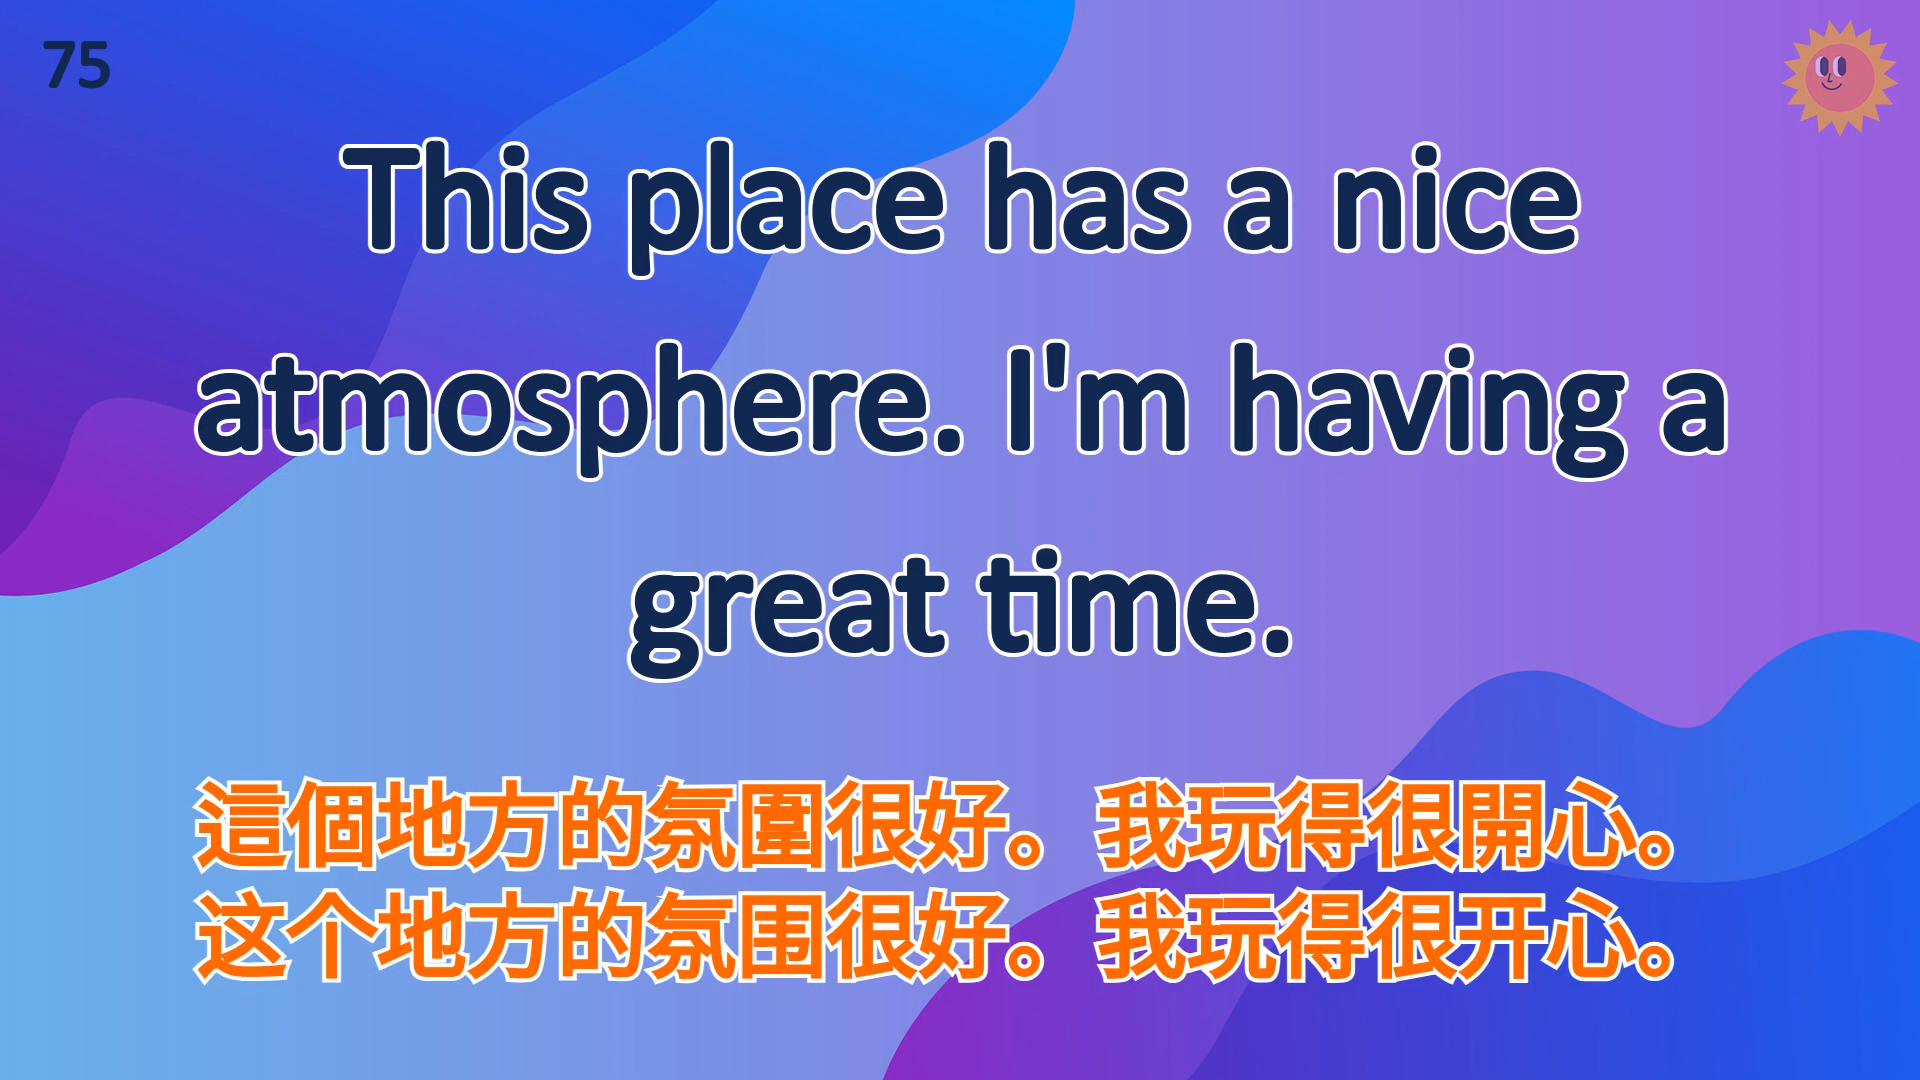 75
This place has a nice
atmosphere. I'm having a
great time.
這個地方的氛圍很好。我玩得很開心。
这个地方的氛围很好。我玩得很开心。